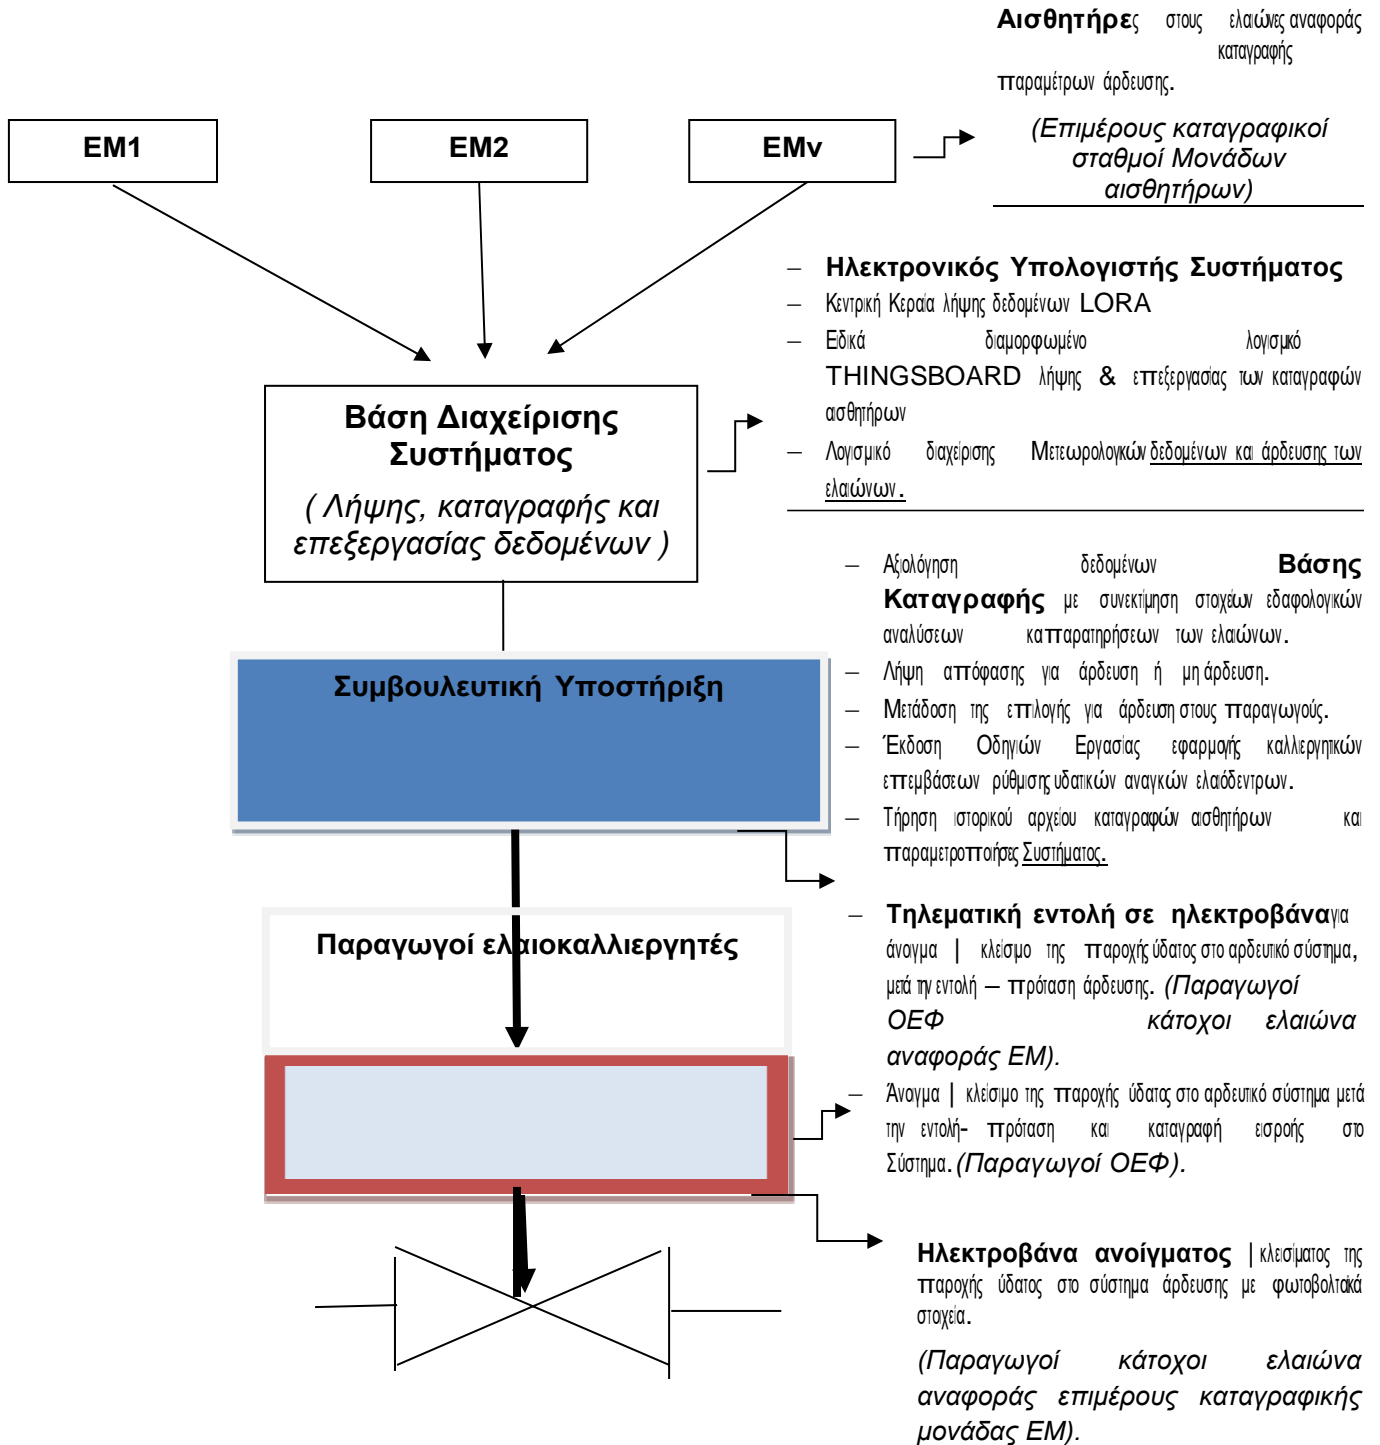 Αισθητήρες στους ελαιώνες αναφοράς
καταγραφής
παραμέτρων άρδευσης.
(Επιμέρους καταγραφικοί
σταθμοί Μονάδων
αισθητήρων)
ΕΜ1
ΕΜ2
ΕΜν
– Ηλεκτρονικός Υπολογιστής Συστήματος
– Κεντρική Κεραία λήψης δεδομένων LORA
– Ειδικά διαμορφωμένο λογισμικό
THINGSBOARD λήψης & επεξεργασίας των καταγραφών
αισθητήρων
– Λογισμικό διαχείρισης Μετεωρολογικών δεδομένων και άρδευσης των
ελαιώνων.
Βάση Διαχείρισης
Συστήματος
( Λήψης, καταγραφής και
επεξεργασίας δεδομένων )
– Αξιολόγηση δεδομένων Βάσης
Καταγραφής με συνεκτίμηση στοιχείων εδαφολογικών
αναλύσεων και παρατηρήσεων των ελαιώνων.
– Λήψη απόφασης για άρδευση ή μη άρδευση.
– Μετάδοση της επιλογής για άρδευση στους παραγωγούς.
– Έκδοση Οδηγιών Εργασίας εφαρμογής καλλιεργητικών
επεμβάσεων ρύθμισης υδατικών αναγκών ελαιόδεντρων.
– Τήρηση ιστορικού αρχείου καταγραφών αισθητήρων και
παραμετροποιήσεις Συστήματος.
Συμβουλευτική Υποστήριξη
Παραγωγοί ελαιοκαλλιεργητές
– Τηλεματική εντολή σε ηλεκτροβάνα για
άνοιγμα | κλείσιμο της παροχής ύδατος στο αρδευτικό σύστημα,
μετά την εντολή – πρόταση άρδευσης. (Παραγωγοί
ΟΕΦ κάτοχοι ελαιώνα
αναφοράς ΕΜ).
– Άνοιγμα | κλείσιμο της παροχής ύδατος στο αρδευτικό σύστημα μετά
την εντολή- πρόταση και καταγραφή εισροής στο
Σύστημα. (Παραγωγοί ΟΕΦ).
Ηλεκτροβάνα ανοίγματος | κλεισίματος της
παροχής ύδατος στο σύστημα άρδευσης με φωτοβολταϊκά
στοιχεία.
(Παραγωγοί κάτοχοι ελαιώνα
αναφοράς επιμέρους καταγραφικής
μονάδας ΕΜ).